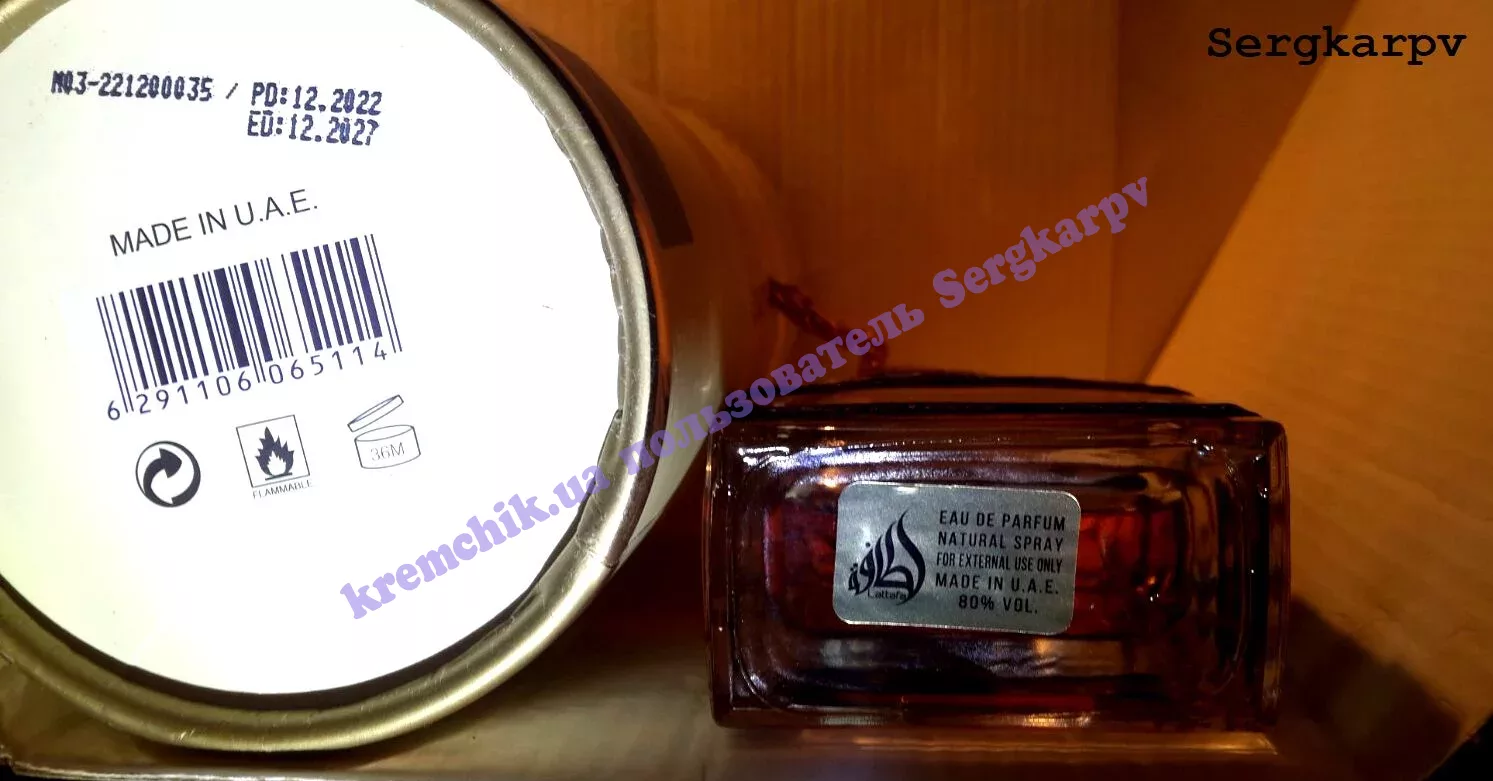 Sergkarpv
M03-221200035 / PD:12.2022
ED:12.2027
MADE IN U.A.E.
6 291106 065114
FLAMMABLE
36M
kremchik.ua пользователь Sergkarpv
لطافة
Lattafa
EAU DE PARFUM
NATURAL SPRAY
FOR EXTERNAL USE ONLY
MADE IN U.A.E.
80% VOL.